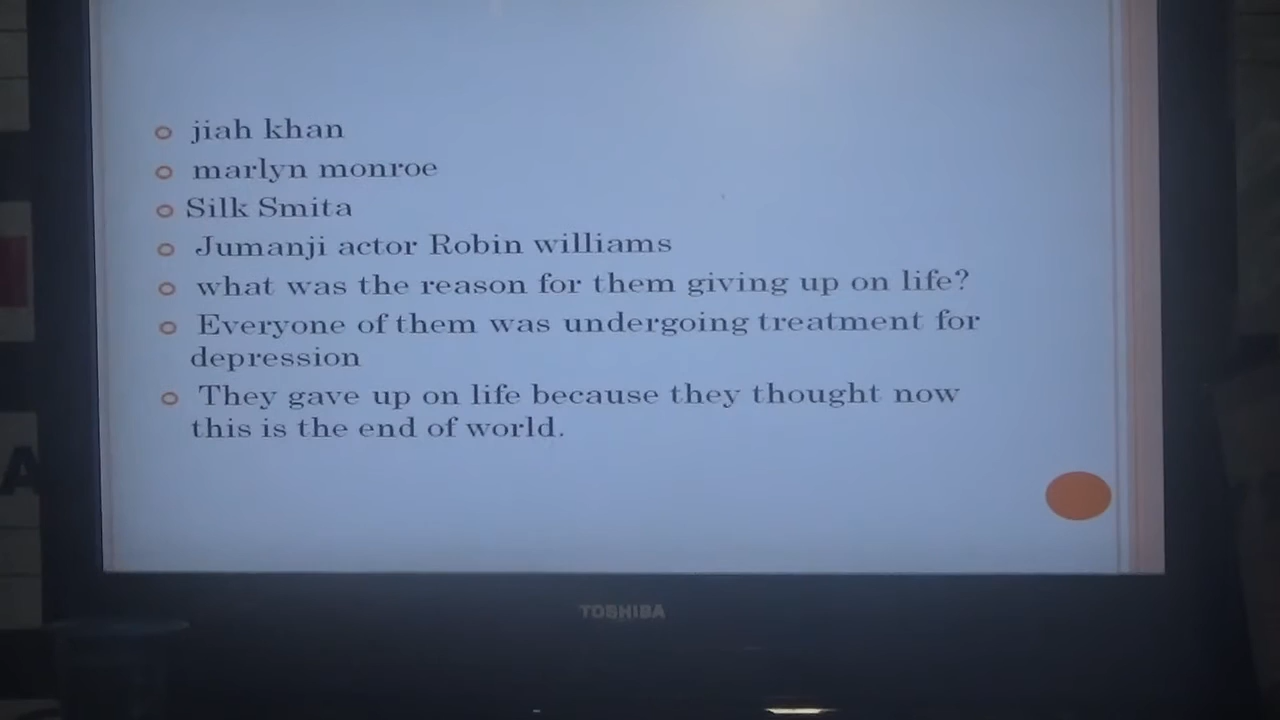 jiah khan
marlyn monroe
Silk Smita
Jumanji actor Robin williams
what was the reason for them giving up on life?
Everyone of them was undergoing treatment for
depression
They gave up on life because they thought now
this is the end of world.
A
TOSHIBA